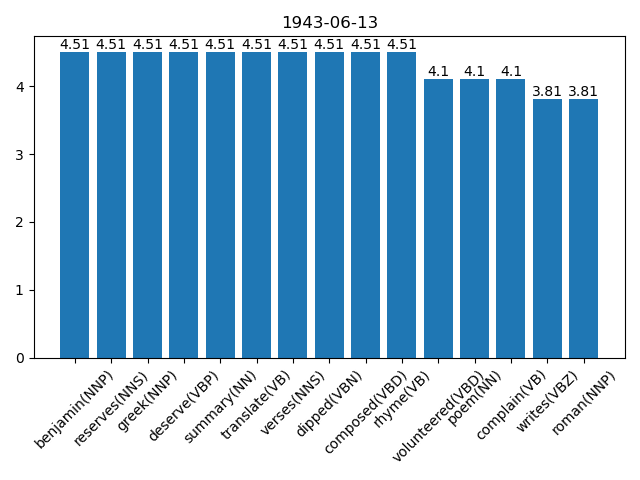 1943-06-13
4.51 4.51 4.51 4.51 4.51 4.51 4.51 4.51 4.51 4.51 4.1 4.1 4.1 3.81 3.81
4
3
2
1
0
benjamin(NNP)
reserves(NNS)
greek(NNP)
deserve(VBP)
summary(NN)
translate(VB)
verses(NNS)
dipped(VBN)
composed(VBD)
rhyme(VB)
volunteered(VBD)
poem(NN)
complain(VB)
writes(VBZ)
roman(NNP)